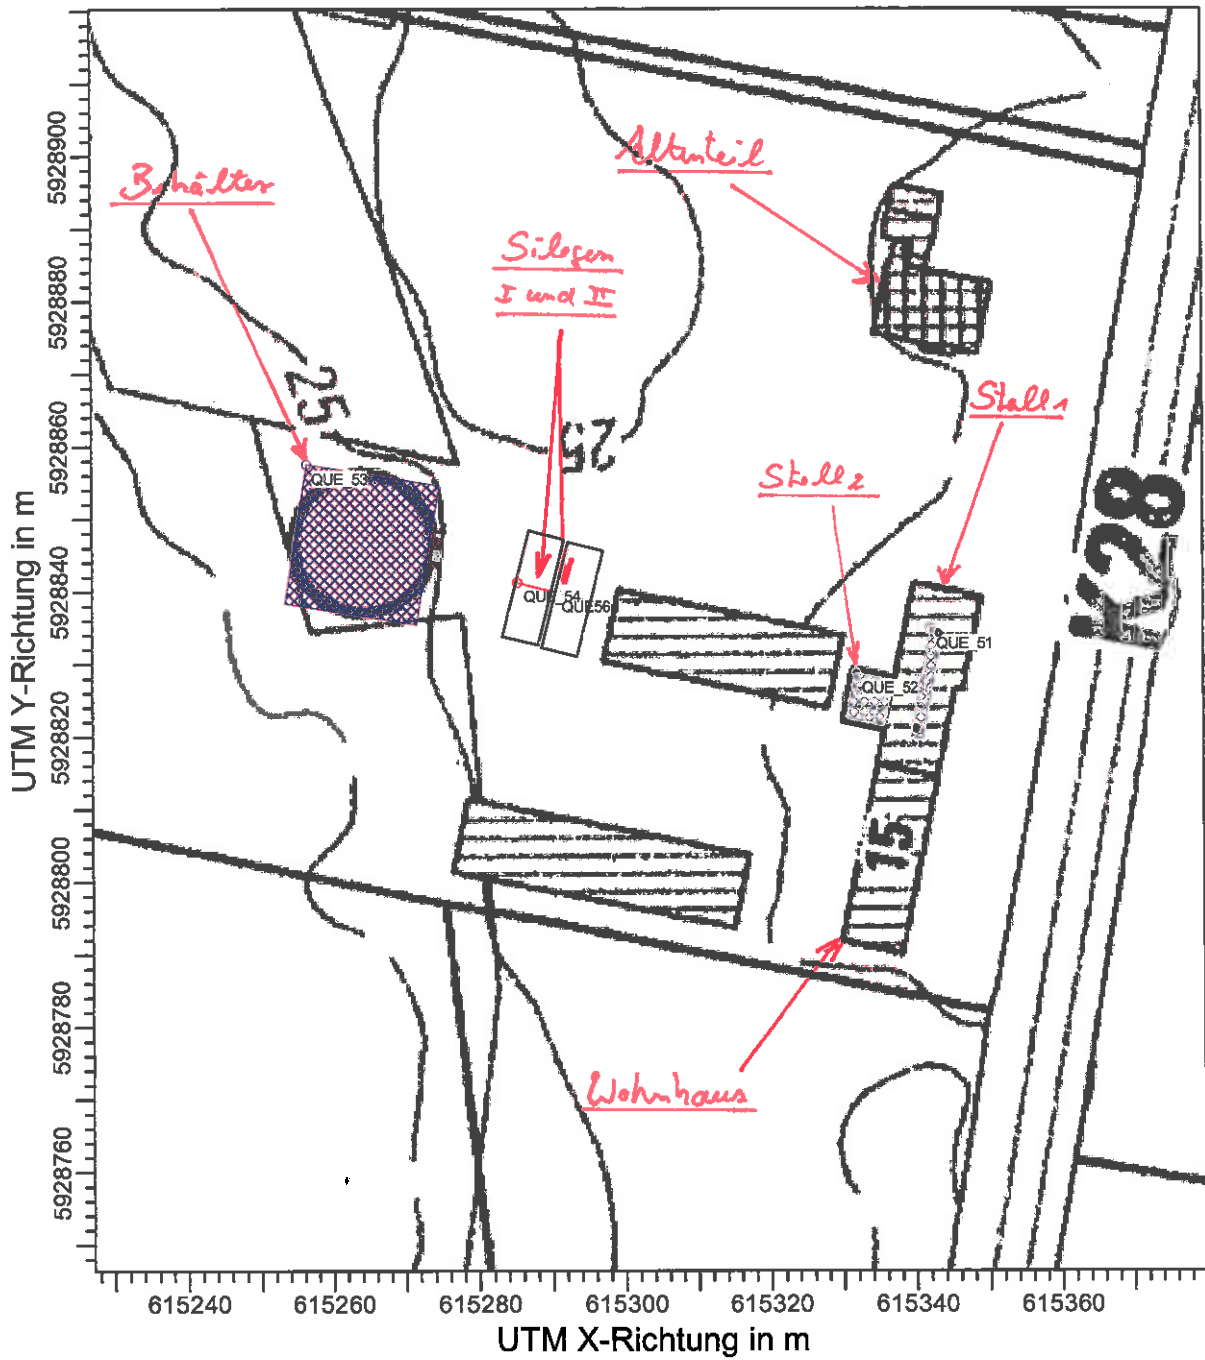 Altenteil
Behälter
Silagen
I und II
25
25
Stall 1
Stall 2
K28
QUE_53
QUE_54
QUE56
QUE_51
QUE_52
15
Wohnhaus
5928900
5928880
5928860
5928840
5928820
5928800
5928780
5928760
UTM Y-Richtung in m
615240
615260
615280
615300
615320
615340
615360
UTM X-Richtung in m